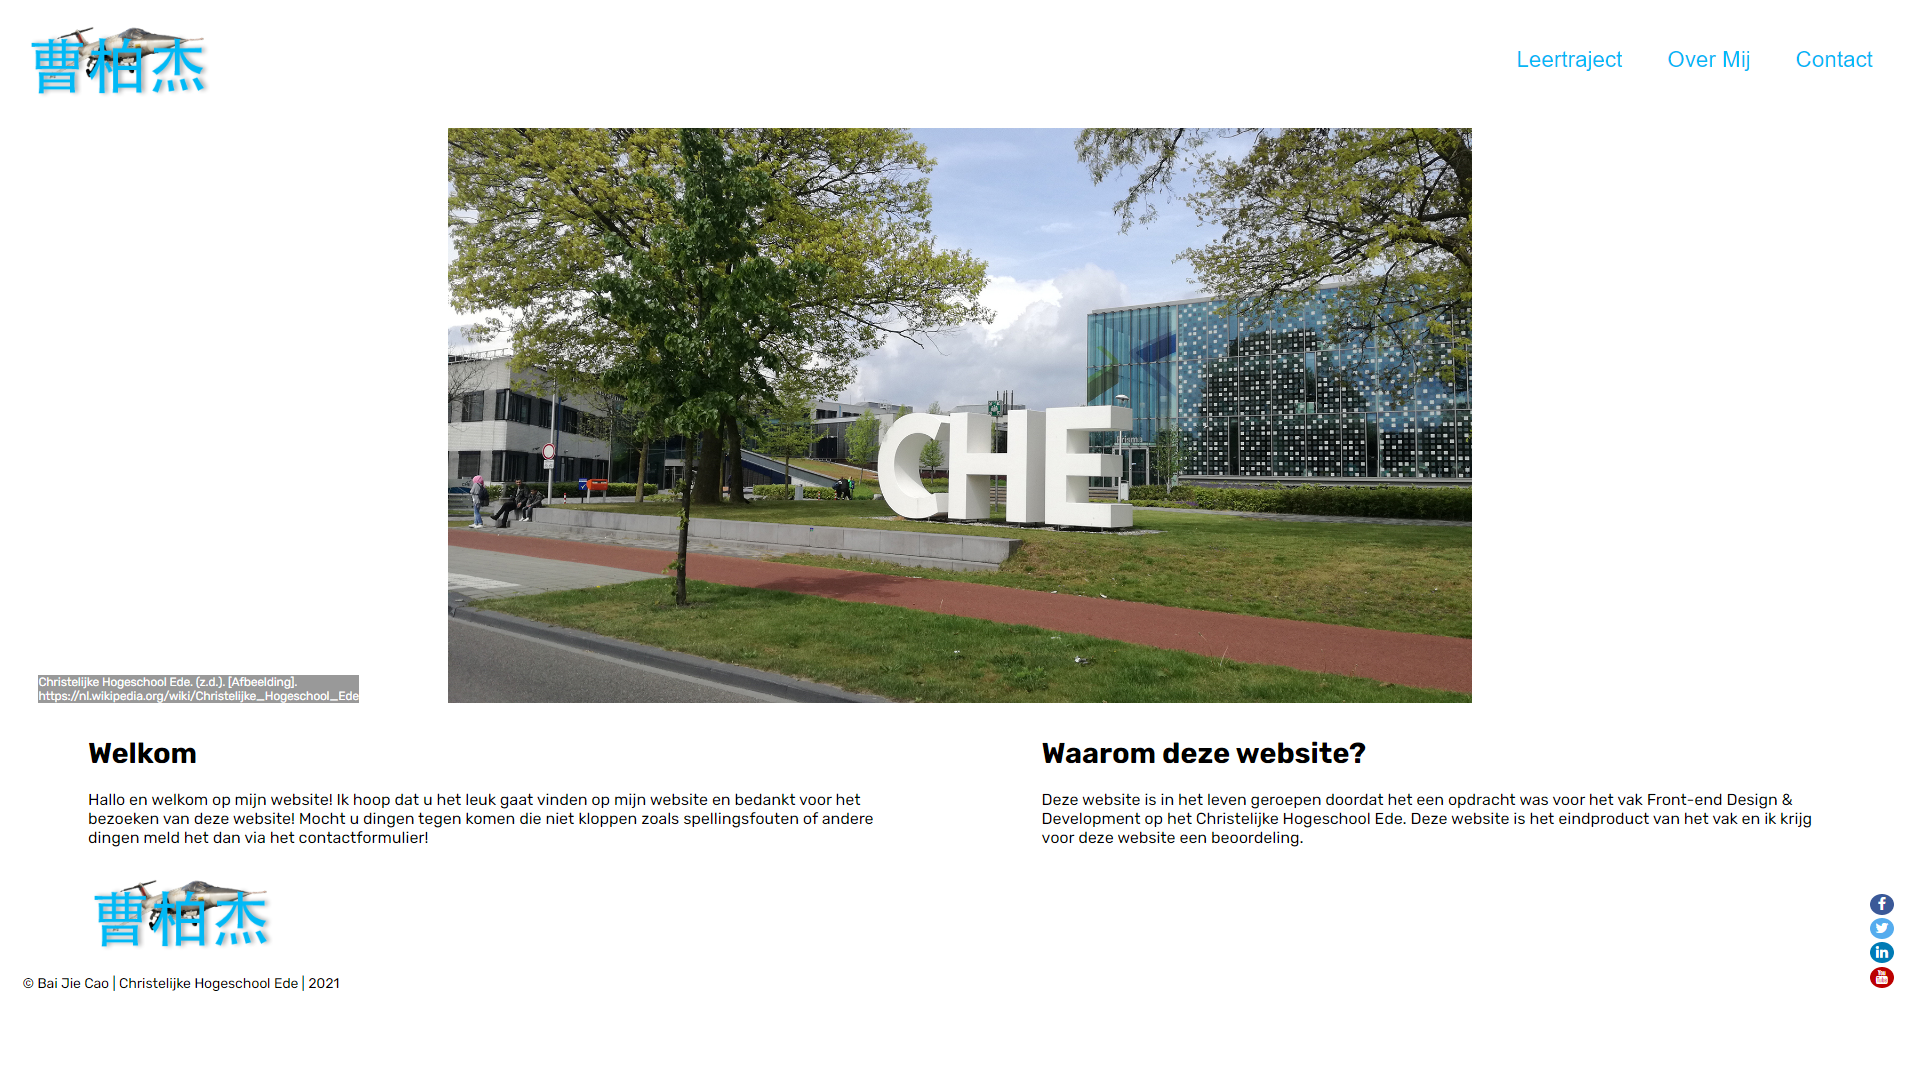 曹柏杰
Leertraject
Over Mij
Contact
CHE
Prisma
Christelijke Hogeschool Ede. (z.d.). [Afbeelding].
https://nl.wikipedia.org/wiki/Christelijke_Hogeschool_Ede
Welkom
Hallo en welkom op mijn website! Ik hoop dat u het leuk gaat vinden op mijn website en bedankt voor het
bezoeken van deze website! Mocht u dingen tegen komen die niet kloppen zoals spellingsfouten of andere
dingen meld het dan via het contactformulier!
Waarom deze website?
Deze website is in het leven geroepen doordat het een opdracht was voor het vak Front-end Design &
Development op het Christelijke Hogeschool Ede. Deze website is het eindproduct van het vak en ik krijg
voor deze website een beoordeling.
曹柏杰
© Bai Jie Cao | Christelijke Hogeschool Ede | 2021